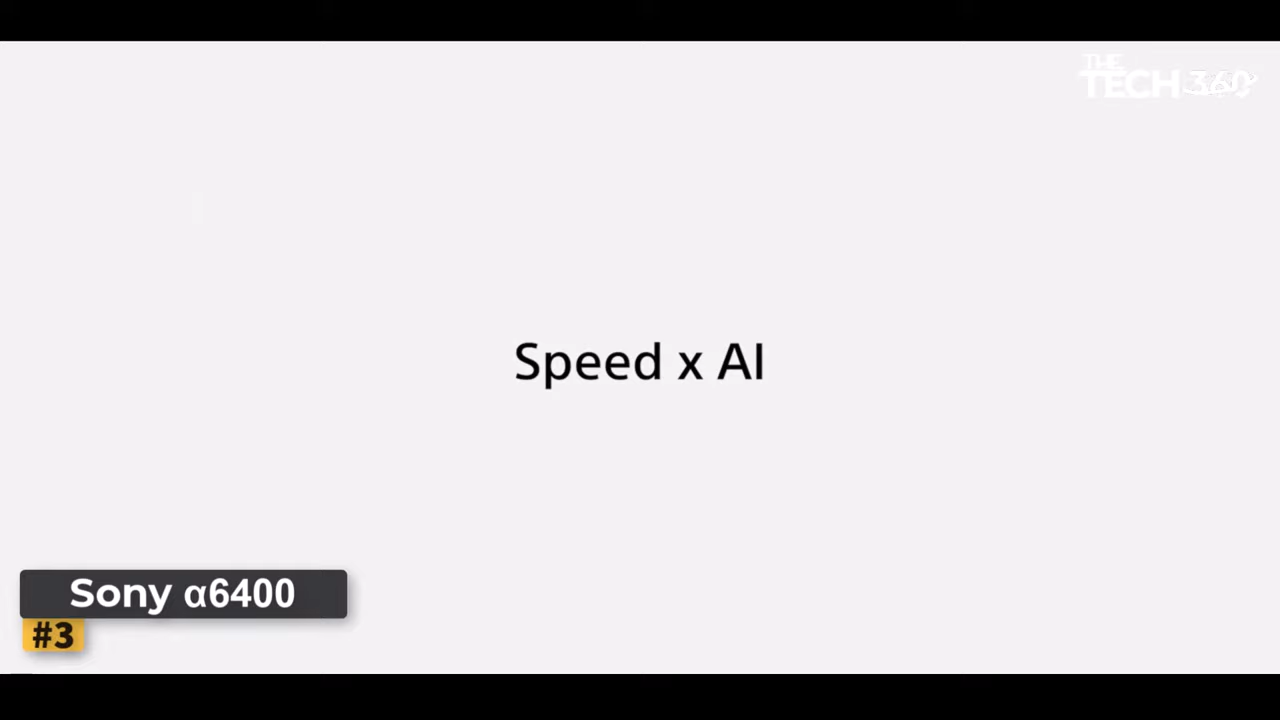 THE
TECH 360
Speed x AI
Sony α6400
#3